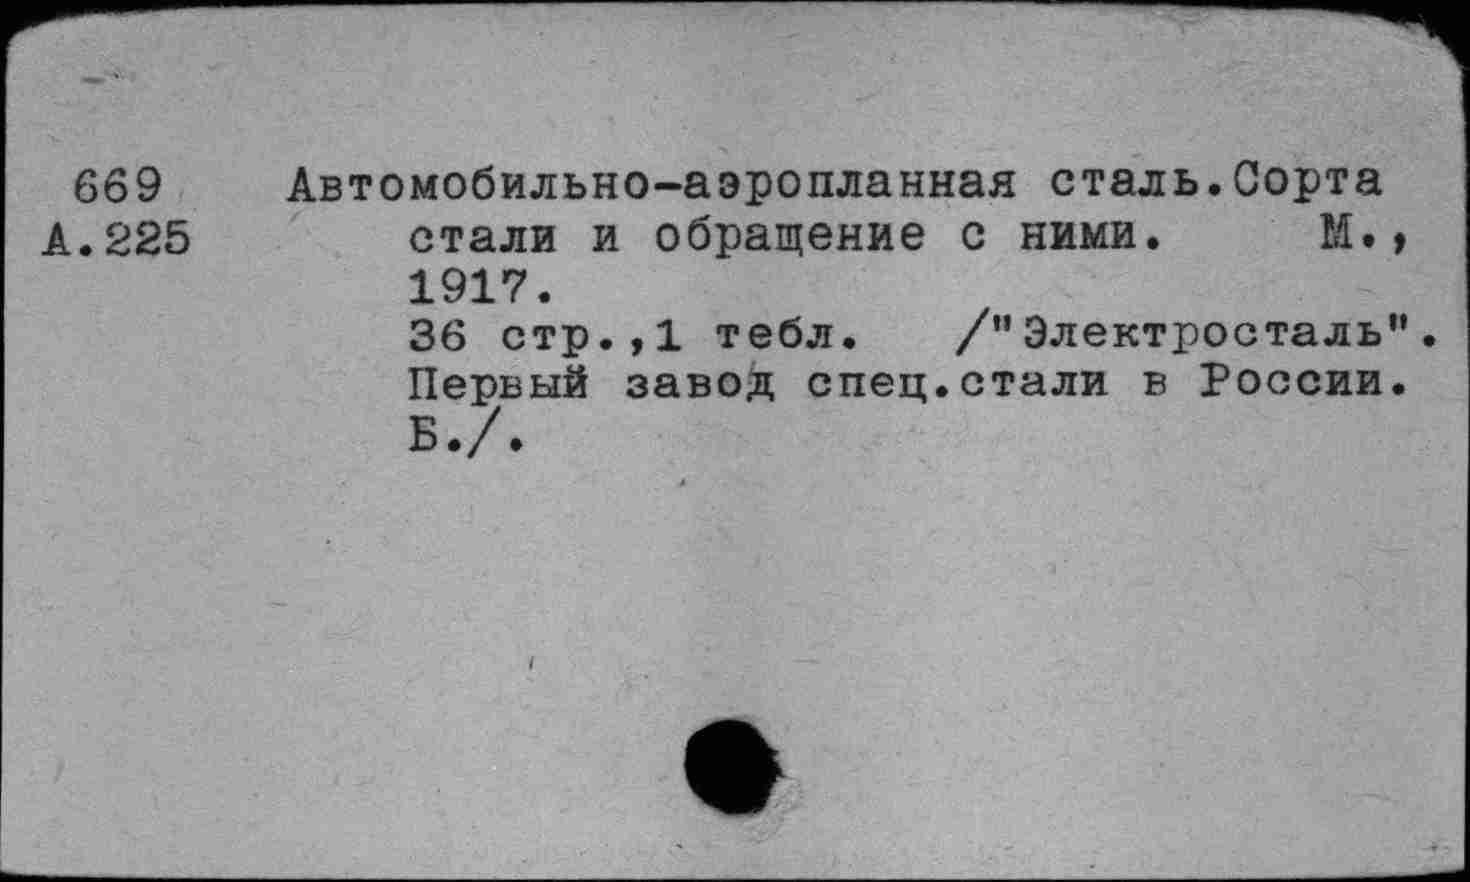 669 Автомобильно-аэропланная сталь.Сорта
А.225 стали и обращение с ними. М.,
1917.
36 стр.,1 тебл. /"Электросталь".
Первый завод спец.стали в России.
Б./.